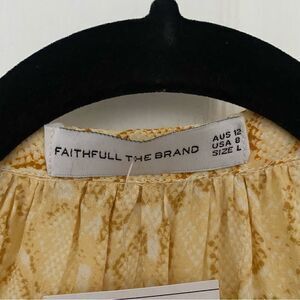 FAITHFULL THE BRAND
AUS 12
USA 8
SIZE L